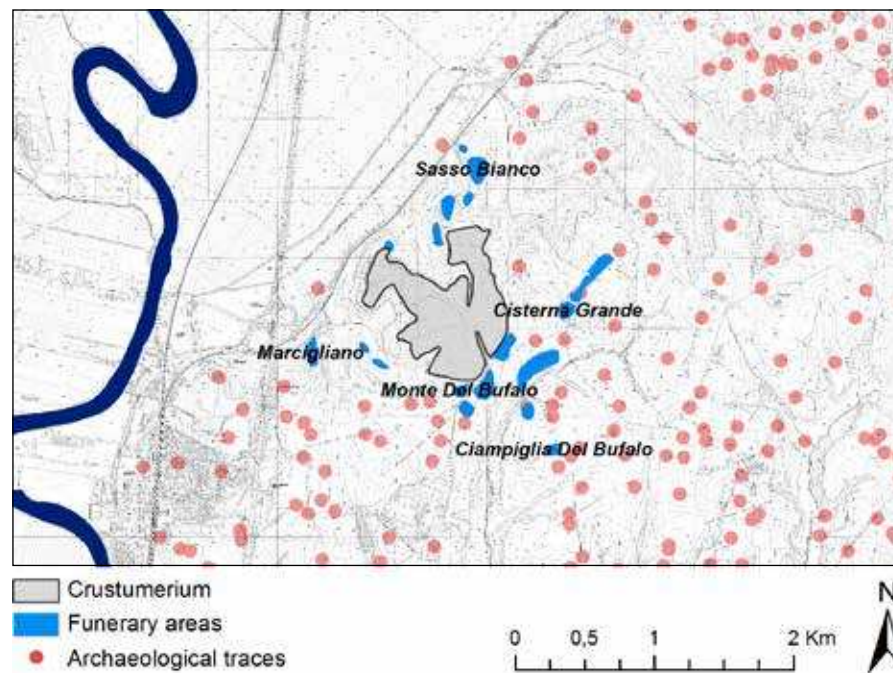 Sasso Bianco
Cisterna Grande
Marcigliano
Monte Del Bufalo
Ciampiglia Del Bufalo
Crustumerium
Funerary areas
Archaeological traces
N
0 0,5 1 2 Km